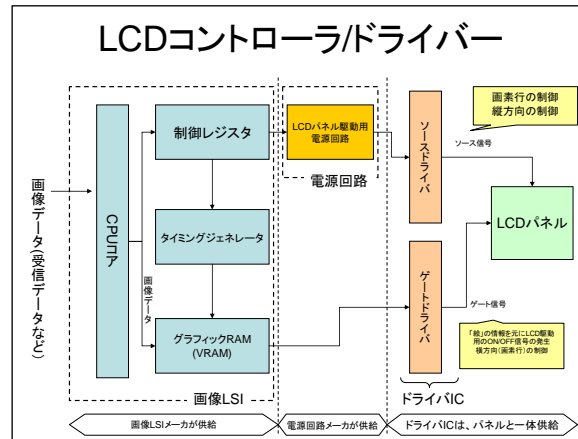 LCDコントローラ/ドライバー
画像データ(受信データなど)
CPUコア
制御レジスタ
タイミングジェネレータ
画像データ
グラフィックRAM
(VRAM)
画像LSI
LCDパネル駆動用
電源回路
電源回路
ソースドライバ
ゲートドライバ
ドライバIC
画素行の制御
縦方向の制御
ソース信号
LCDパネル
ゲート信号
「絵」の情報を元にLCD駆動
用のON/OFF信号の発生
横方向(画素行)の制御
画像LSIメーカが供給
電源回路メーカが供給
ドライバICは、パネルと一体供給